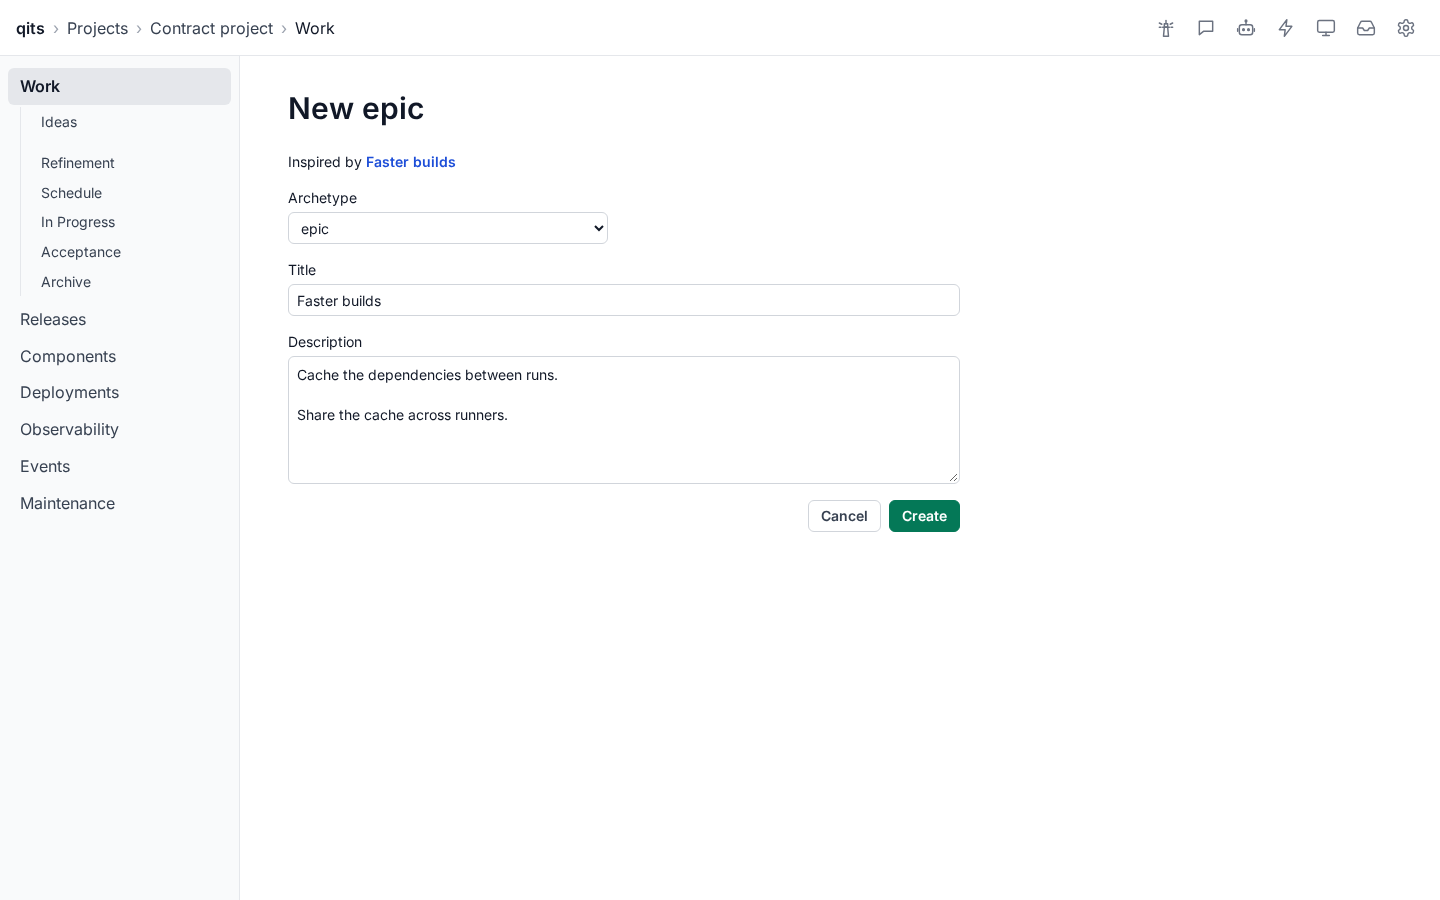 qits › Projects › Contract project › Work
Work
Ideas
Refinement
Schedule
In Progress
Acceptance
Archive
Releases
Components
Deployments
Observability
Events
Maintenance
New epic
Inspired by Faster builds
Archetype
epic
Title
Faster builds
Description
Cache the dependencies between runs.
Share the cache across runners.
Cancel
Create